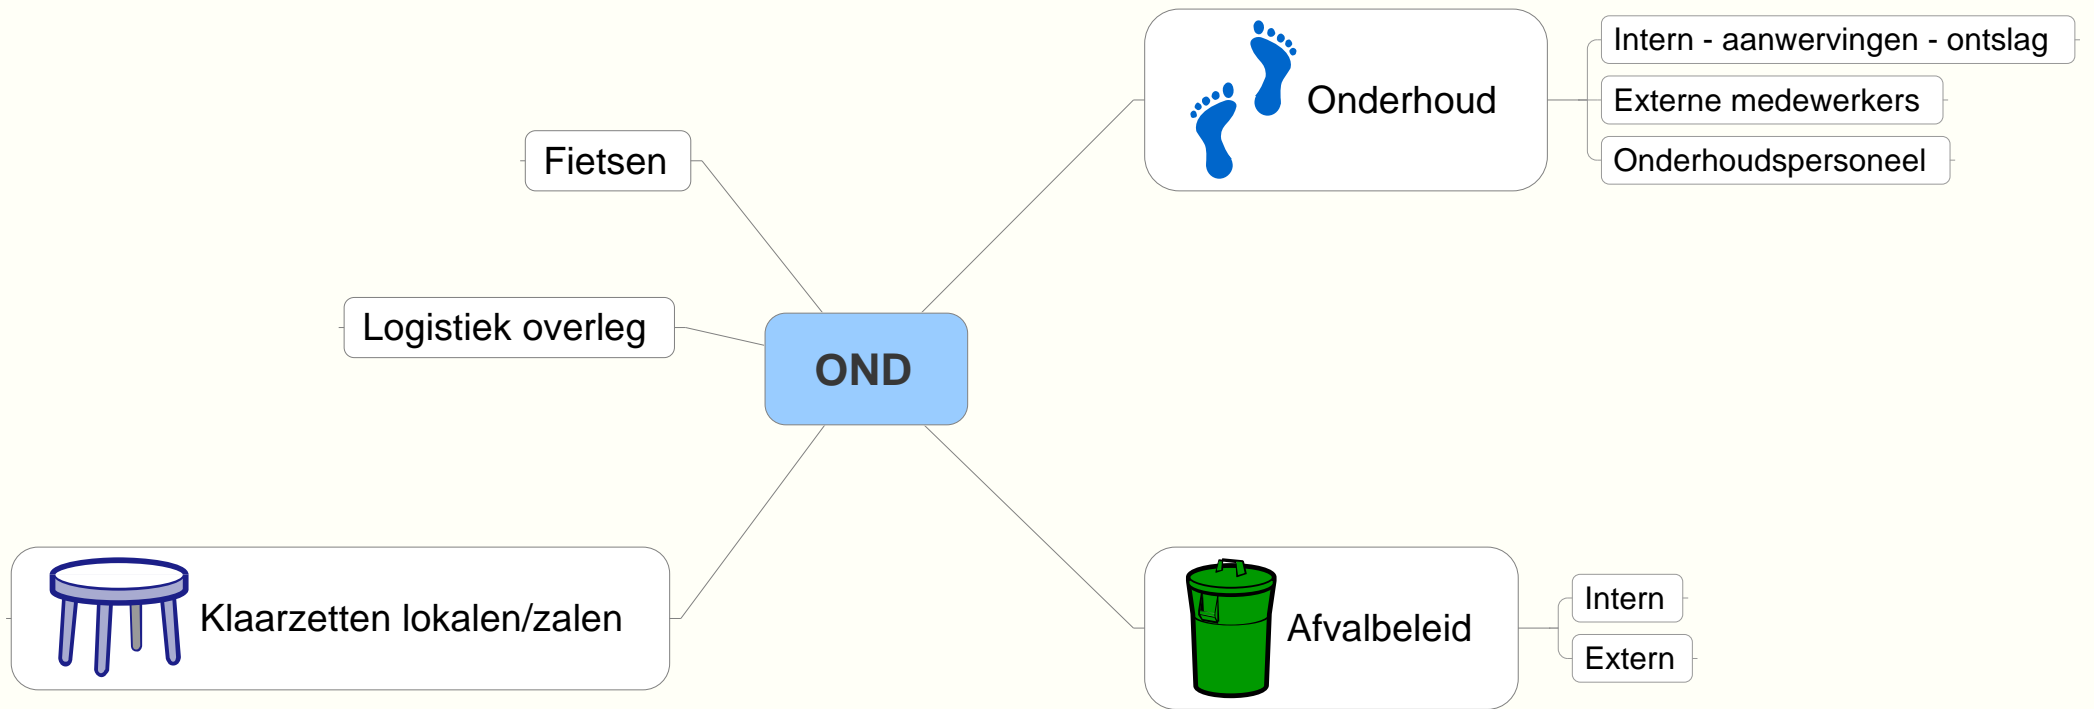 Onderhoud
Intern - aanwervingen - ontslag
Externe medewerkers
Onderhoudspersoneel
Fietsen
Logistiek overleg
OND
Klaarzetten lokalen/zalen
Afvalbeleid
Intern
Extern